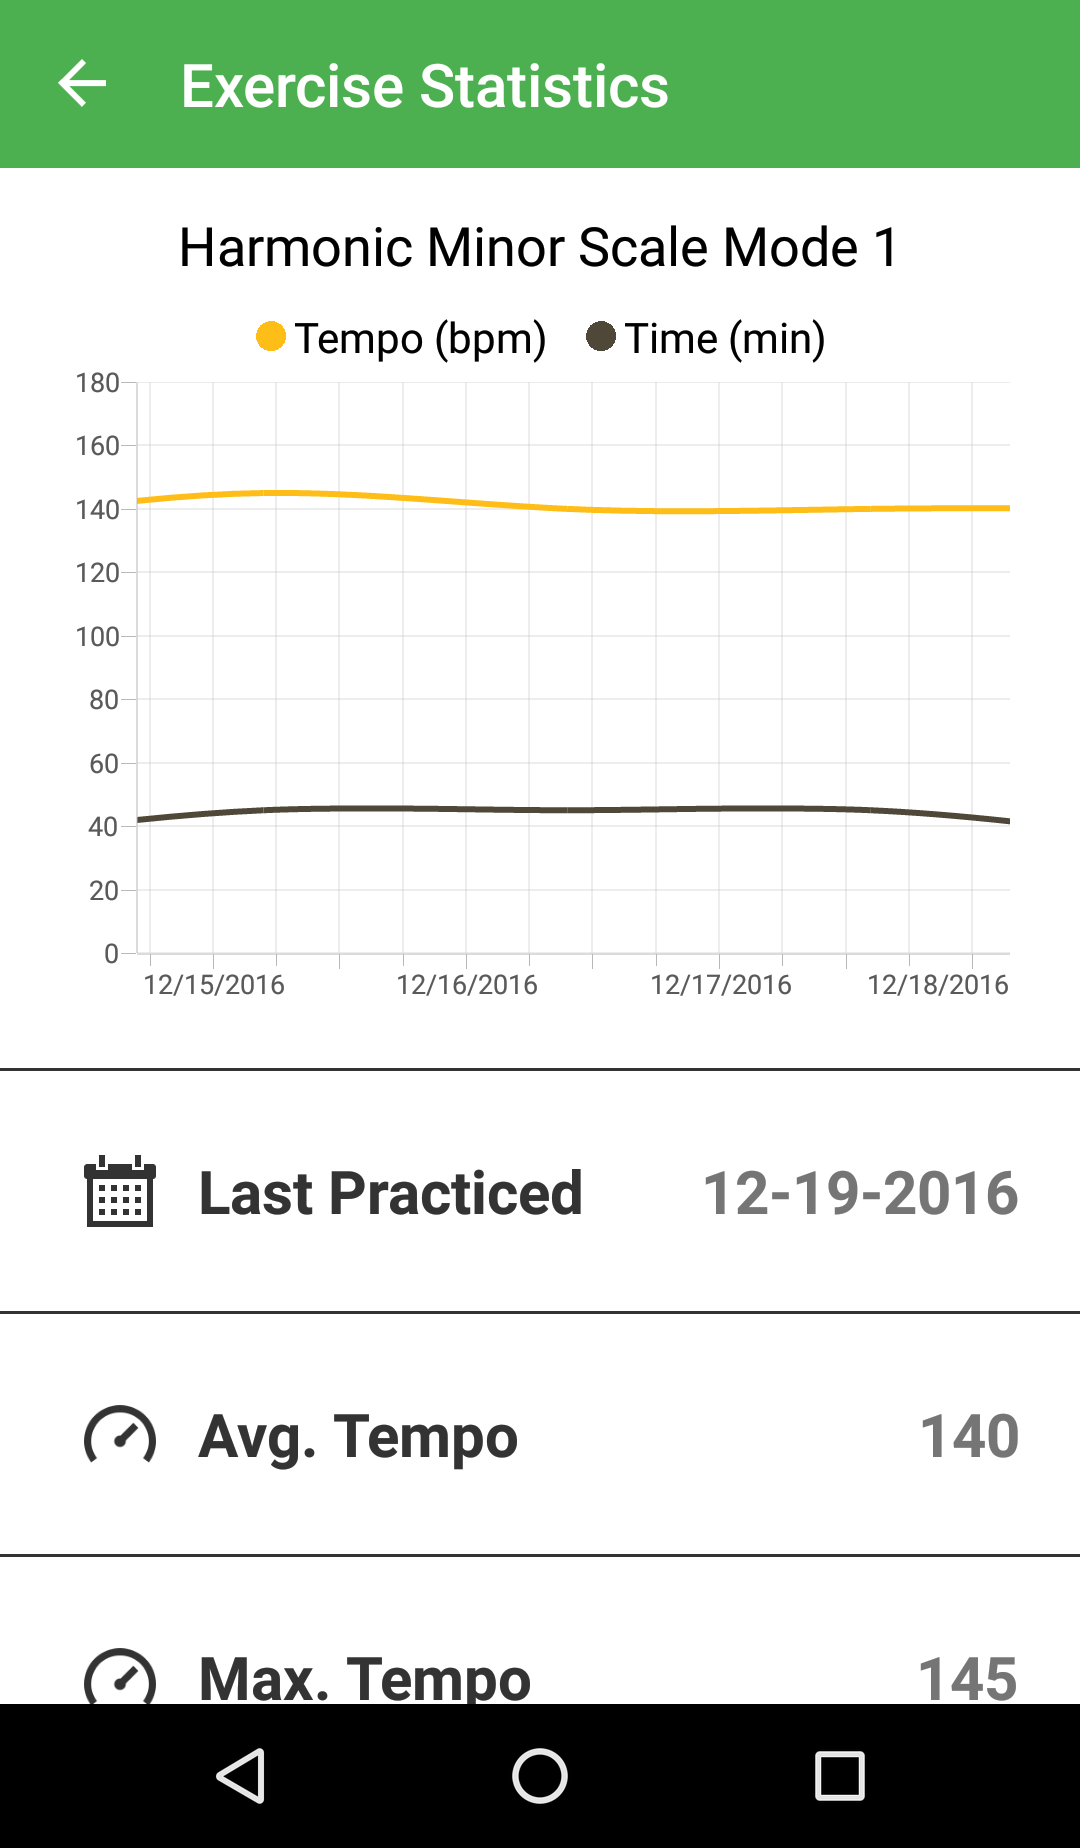 Exercise Statistics
Harmonic Minor Scale Mode 1
Tempo (bpm) Time (min)
180
160
140
120
100
80
60
40
20
0
12/15/2016 12/16/2016 12/17/2016 12/18/2016
Last Practiced 12-19-2016
Avg. Tempo 140
Max. Tempo 145